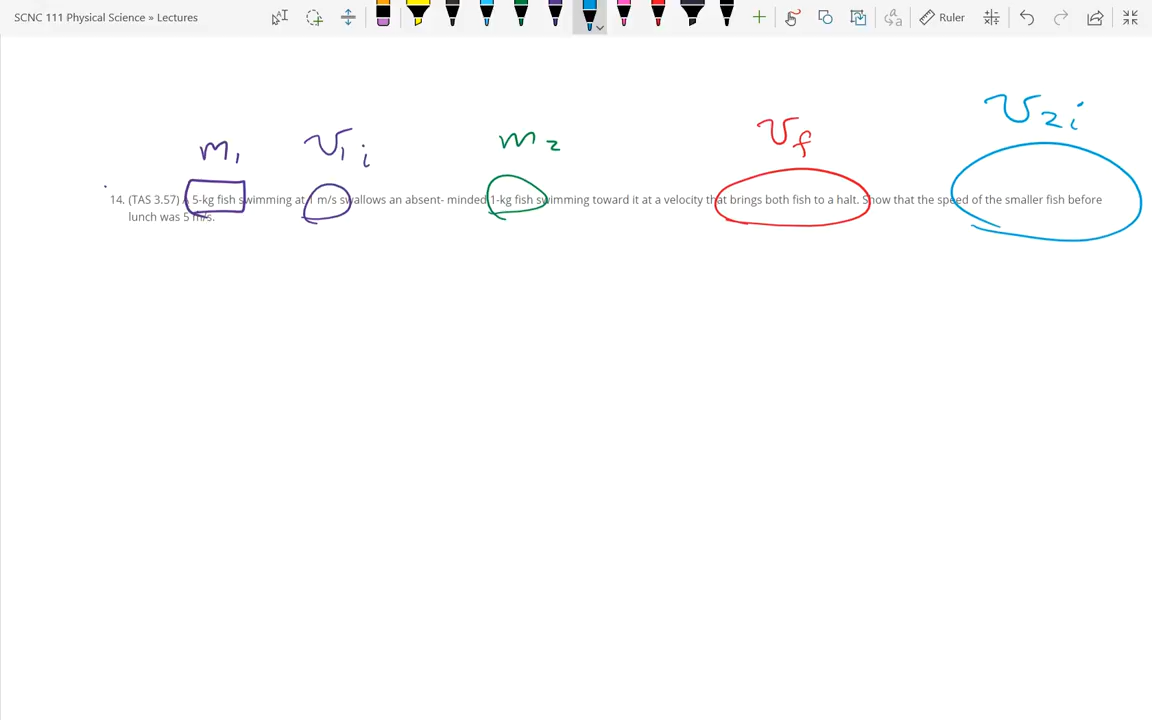 SCNC 111 Physical Science » Lectures
Ruler
m₁ v₁i m₂ vf v₂i
14. (TAS 3.57) A 5-kg fish swimming at 1 m/s swallows an absent- minded 1-kg fish swimming toward it at a velocity that brings both fish to a halt. Show that the speed of the smaller fish before
lunch was 5 m/s.